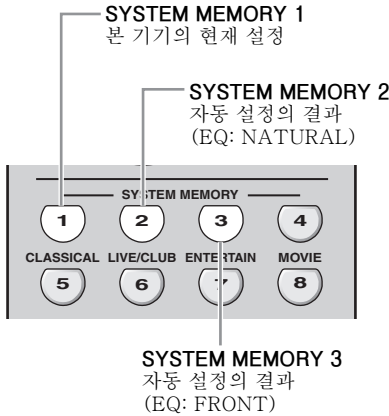 SYSTEM MEMORY 1
본 기기의 현재 설정
SYSTEM MEMORY 2
자동 설정의 결과
(EQ: NATURAL)
SYSTEM MEMORY
1 2 3 4
CLASSICAL LIVE/CLUB ENTERTAIN MOVIE
5 6 7 8
SYSTEM MEMORY 3
자동 설정의 결과
(EQ: FRONT)